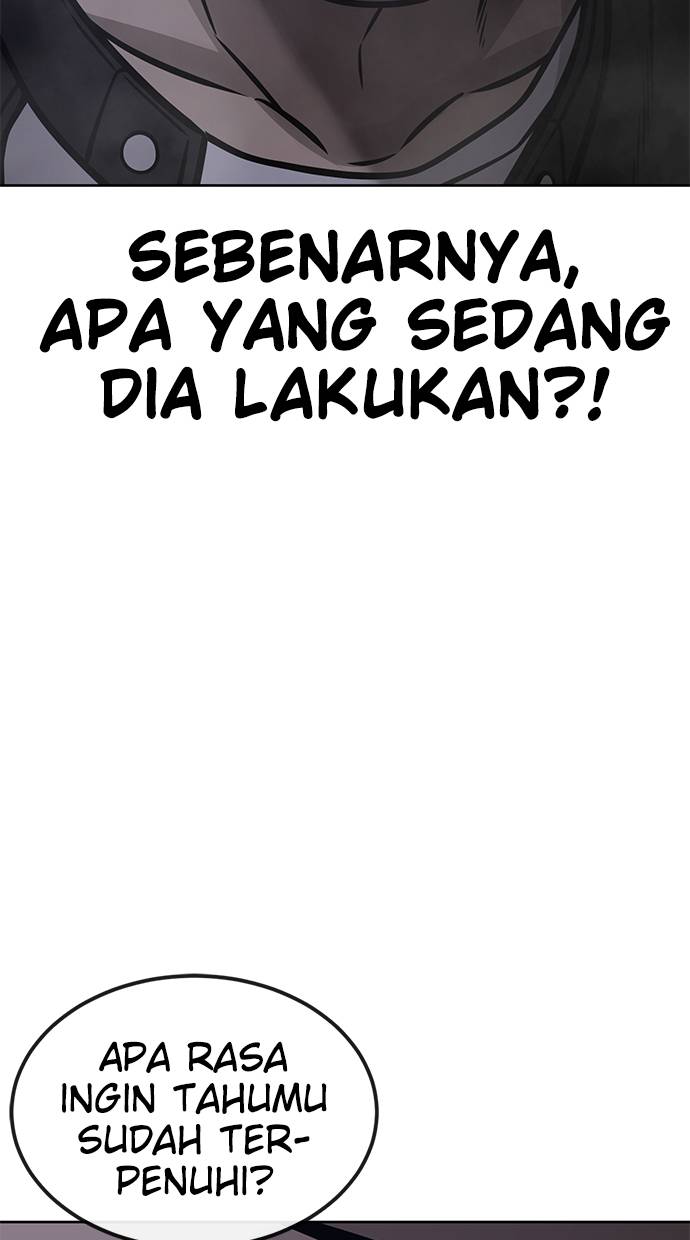 SEBENARNYA,
APA YANG SEDANG
DIA LAKUKAN?!
APA RASA
INGIN TAHUMU
SUDAH TER-
PENUHI?